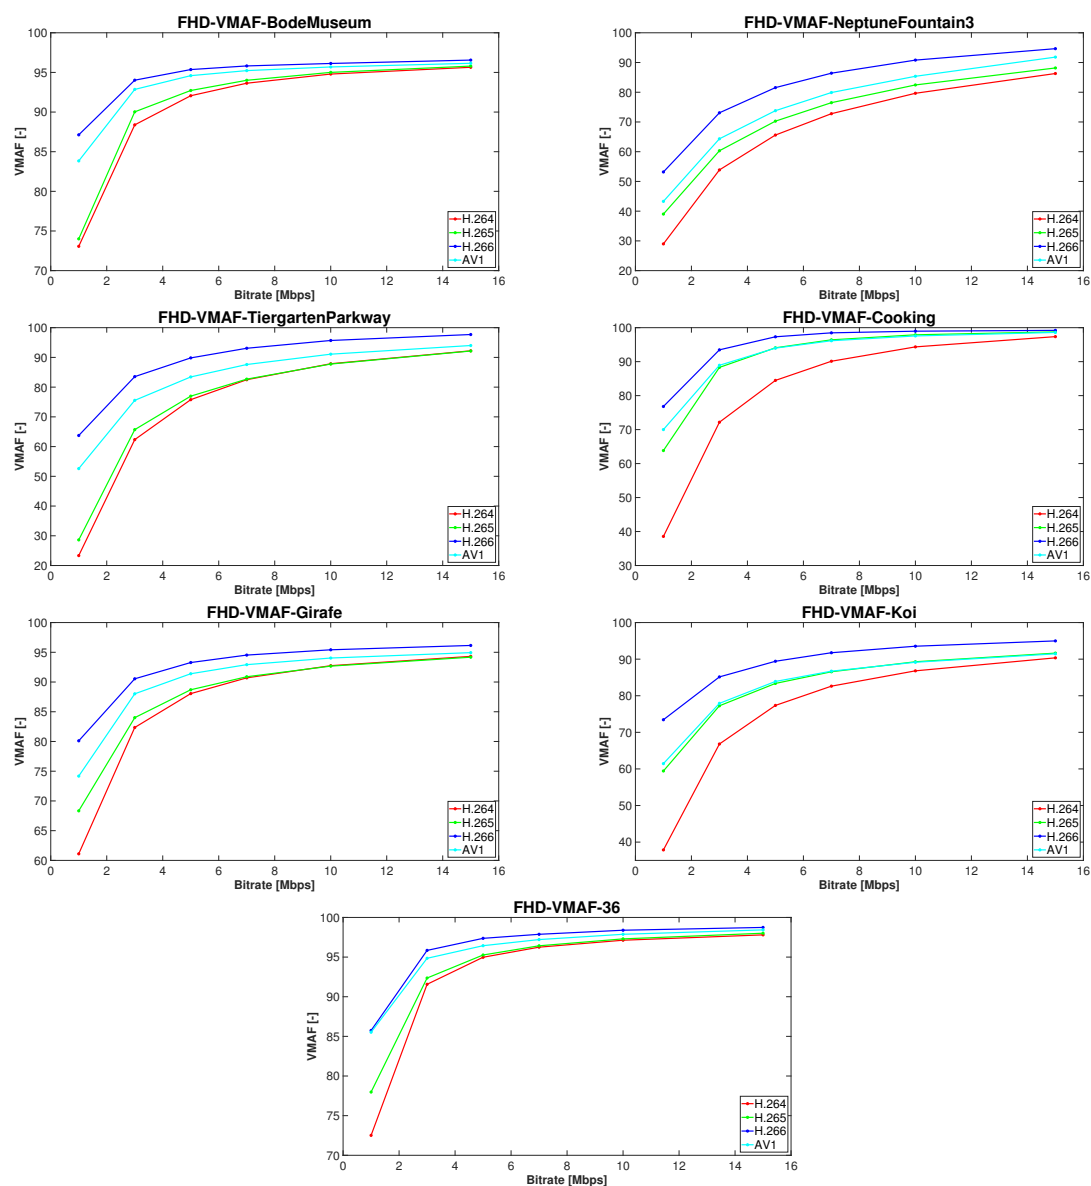 FHD-VMAF-BodeMuseum
100
95
90
85
80
75
70
VMAF [-]
0 2 4 6 8 10 12 14 16
Bitrate [Mbps]
H.264
H.265
H.266
AV1
FHD-VMAF-NeptuneFountain3
100
90
80
70
60
50
40
30
20
VMAF [-]
0 2 4 6 8 10 12 14 16
Bitrate [Mbps]
H.264
H.265
H.266
AV1
FHD-VMAF-TiergartenParkway
100
90
80
70
60
50
40
30
20
VMAF [-]
0 2 4 6 8 10 12 14 16
Bitrate [Mbps]
H.264
H.265
H.266
AV1
FHD-VMAF-Cooking
100
90
80
70
60
50
40
30
VMAF [-]
0 2 4 6 8 10 12 14 16
Bitrate [Mbps]
H.264
H.265
H.266
AV1
FHD-VMAF-Girafe
100
95
90
85
80
75
70
65
60
VMAF [-]
0 2 4 6 8 10 12 14 16
Bitrate [Mbps]
H.264
H.265
H.266
AV1
FHD-VMAF-Koi
100
90
80
70
60
50
40
VMAF [-]
0 2 4 6 8 10 12 14 16
Bitrate [Mbps]
H.264
H.265
H.266
AV1
FHD-VMAF-36
100
95
90
85
80
75
70
VMAF [-]
0 2 4 6 8 10 12 14 16
Bitrate [Mbps]
H.264
H.265
H.266
AV1